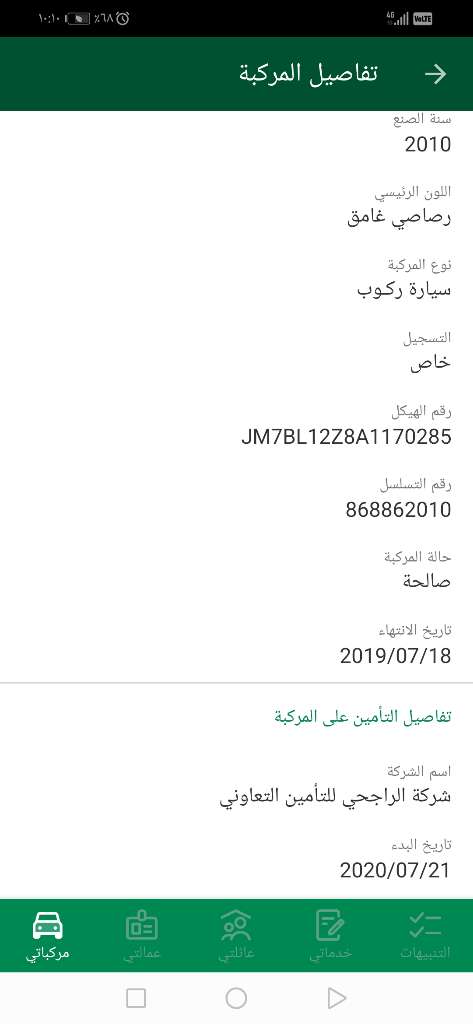 ١٠:١٠ ٪٦٨ 4G VoLTE
تفاصيل المركبة
سنة الصنع
2010
اللون الرئيسي
رصاصي غامق
نوع المركبة
سيارة ركوب
التسجيل
خاص
رقم الهيكل
JM7BL12Z8A1170285
رقم التسلسل
868862010
حالة المركبة
صالحة
تاريخ الانتهاء
2019/07/18
تفاصيل التأمين على المركبة
اسم الشركة
شركة الراجحي للتأمين التعاوني
تاريخ البدء
2020/07/21
التنبيهات خدماتي عائلتي عمالتي مركباتي